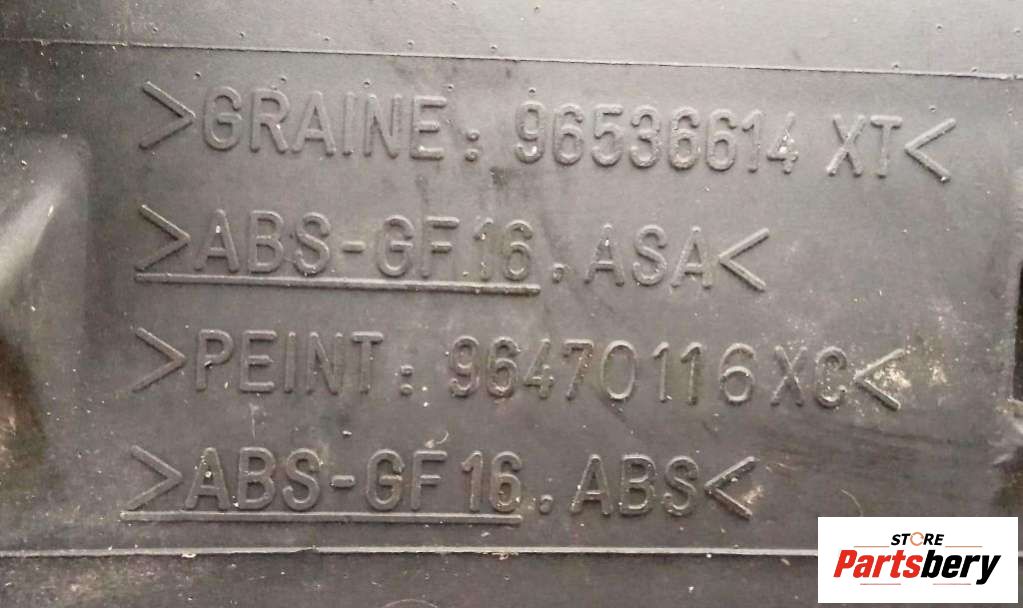 >GRAINE: 96536614 XT<
>ABS-GF16.ASA<
>PEINT: 96470116XC<
>ABS-GF16.ABS<
STORE
Partsbery